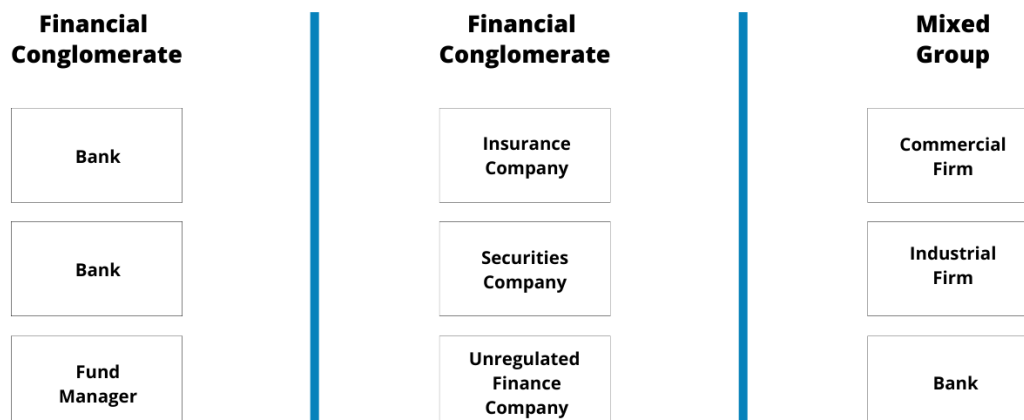 Financial
Conglomerate
Bank
Bank
Fund
Manager
Financial
Conglomerate
Insurance
Company
Securities
Company
Unregulated
Finance
Company
Mixed
Group
Commercial
Firm
Industrial
Firm
Bank